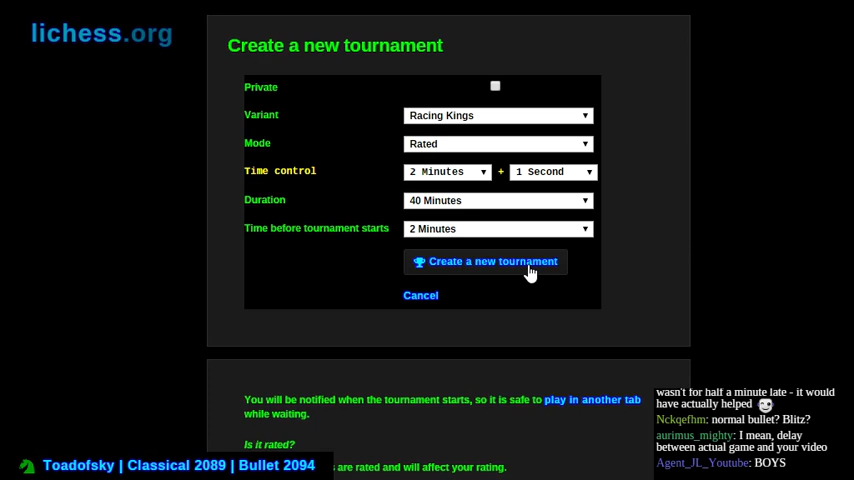 lichess.org
Create a new tournament
Private
Variant Racing Kings
Mode Rated
Time control 2 Minutes + 1 Second
Duration 40 Minutes
Time before tournament starts 2 Minutes
Create a new tournament
Cancel
You will be notified when the tournament starts, so it is safe to play in another tab
while waiting.
Is it rated?
are rated and will affect your rating.
Toadofsky | Classical 2089 | Bullet 2094
wasn't for half a minute late - it would
have actually helped
Nckqefhm: normal bullet? Blitz?
aurimus_mighty: I mean, delay
between actual game and your video
Agent_JL_Youtube: BOYS